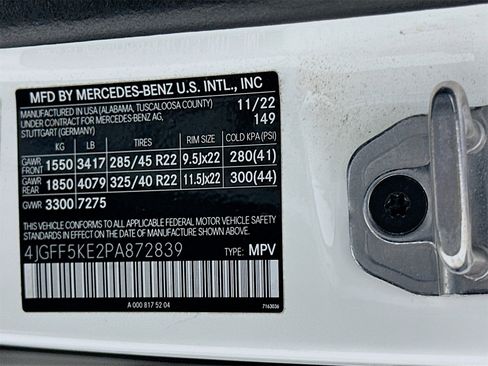 MFD BY MERCEDES-BENZ U.S. INTL., INC
MANUFACTURED IN USA (ALABAMA, TUSCALOOSA COUNTY) 11/22
UNDER CONTRACT FOR MERCEDES-BENZ AG, 149
STUTTGART (GERMANY)
KG LB TIRES RIM SIZE COLD KPA (PSI)
GAWR FRONT 1550 3417 285/45 R22 9.5Jx22 280(41)
GAWR REAR 1850 4079 325/40 R22 11.5Jx22 300(44)
GVWR 3300 7275
THIS VEHICLE CONFORMS TO ALL APPLICABLE FEDERAL MOTOR VEHICLE
SAFETY STANDARDS IN EFFECT ON THE DATE OF MANUFACTURE SHOWN ABOVE.
4JGFF5KE2PA872839 TYPE: MPV
A 000 817 52 04 7163036